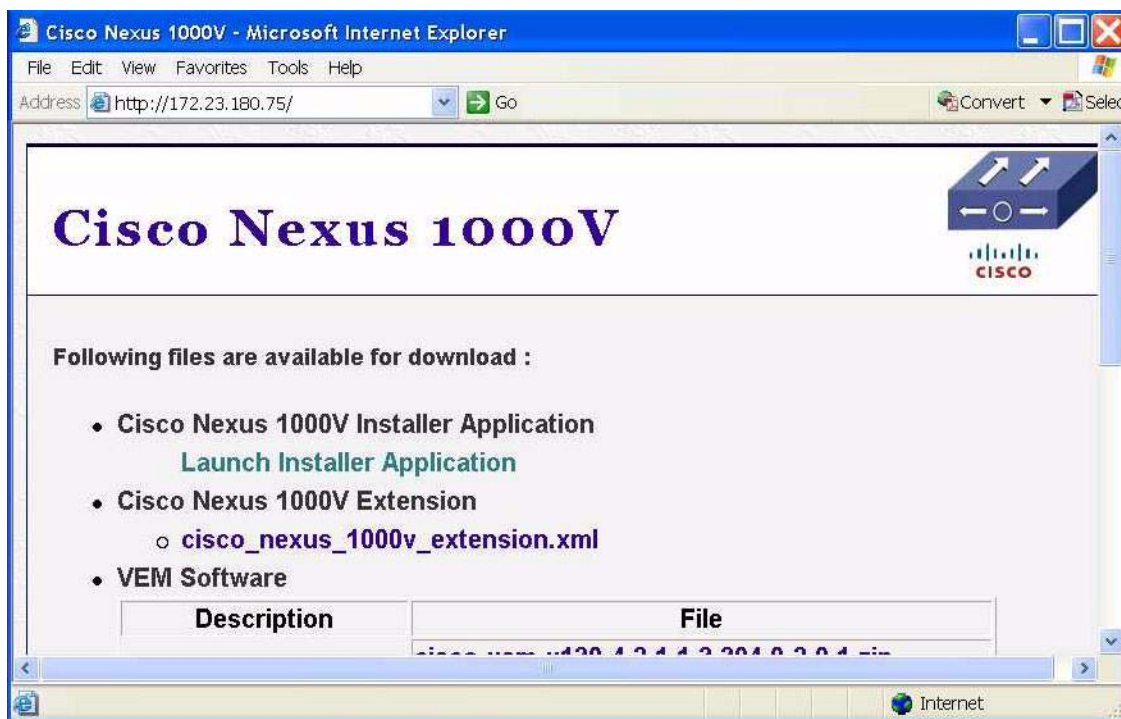 Cisco Nexus 1000V - Microsoft Internet Explorer
File Edit View Favorites Tools Help
Address http://172.23.180.75/ Go Convert Selec
Cisco Nexus 1000V
CISCO
Following files are available for download :
Cisco Nexus 1000V Installer Application
Launch Installer Application
Cisco Nexus 1000V Extension
cisco_nexus_1000v_extension.xml
VEM Software
Description File
Internet